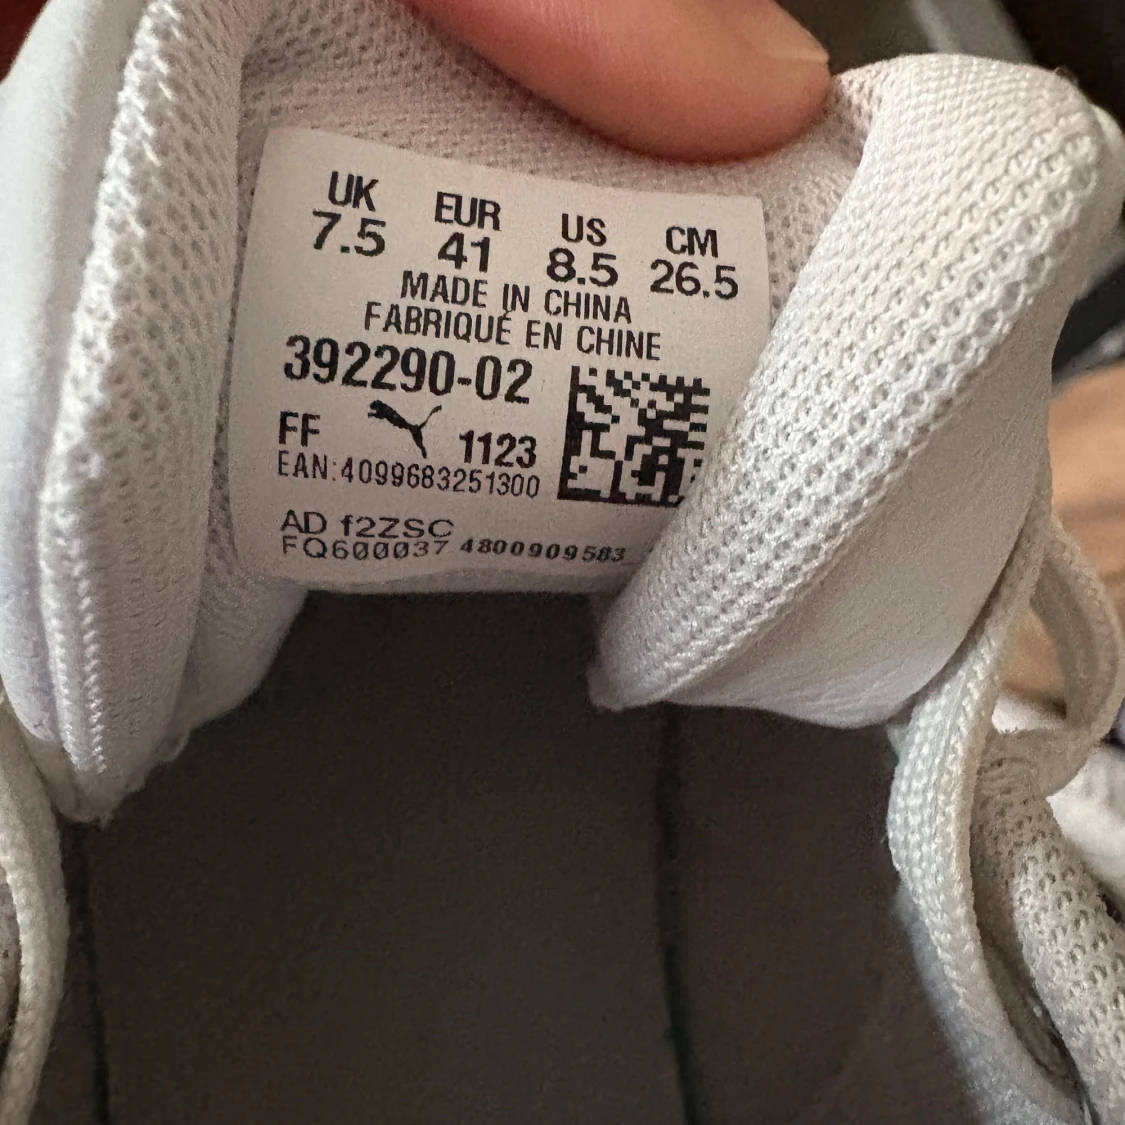 UK EUR US CM
7.5 41 8.5 26.5
MADE IN CHINA
FABRIQUÉ EN CHINE
392290-02
FF 1123
EAN:4099683251300
AD f2ZSC
FQ600037 4800909583